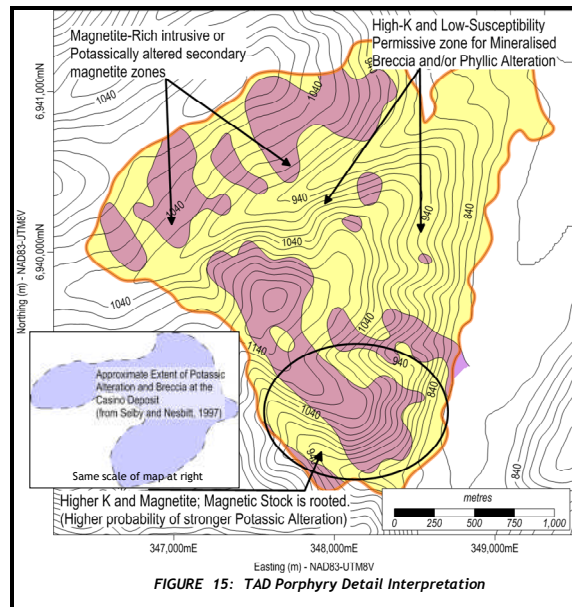 Magnetite-Rich intrusive or
Potassically altered secondary
magnetite zones
High-K and Low-Susceptibility
Permissive zone for Mineralised
Breccia and/or Phyllic Alteration
6,941,000mN
6,940,000mN
Northing (m) - NAD83-UTM8V
1040
940
1040
1040
940
1040
940
840
1040
1040
1040
1140
940
840
1040
940
840
Approximate Extent of Potassic
Alteration and Breccia at the
Casino Deposit
(from Selby and Nesbitt, 1997)
Same scale of map at right
Higher K and Magnetite; Magnetic Stock is rooted.
(Higher probability of stronger Potassic Alteration)
metres
0 250 500 750 1,000
347,000mE 348,000mE 349,000mE
Easting (m) - NAD83-UTM8V
FIGURE 15: TAD Porphyry Detail Interpretation